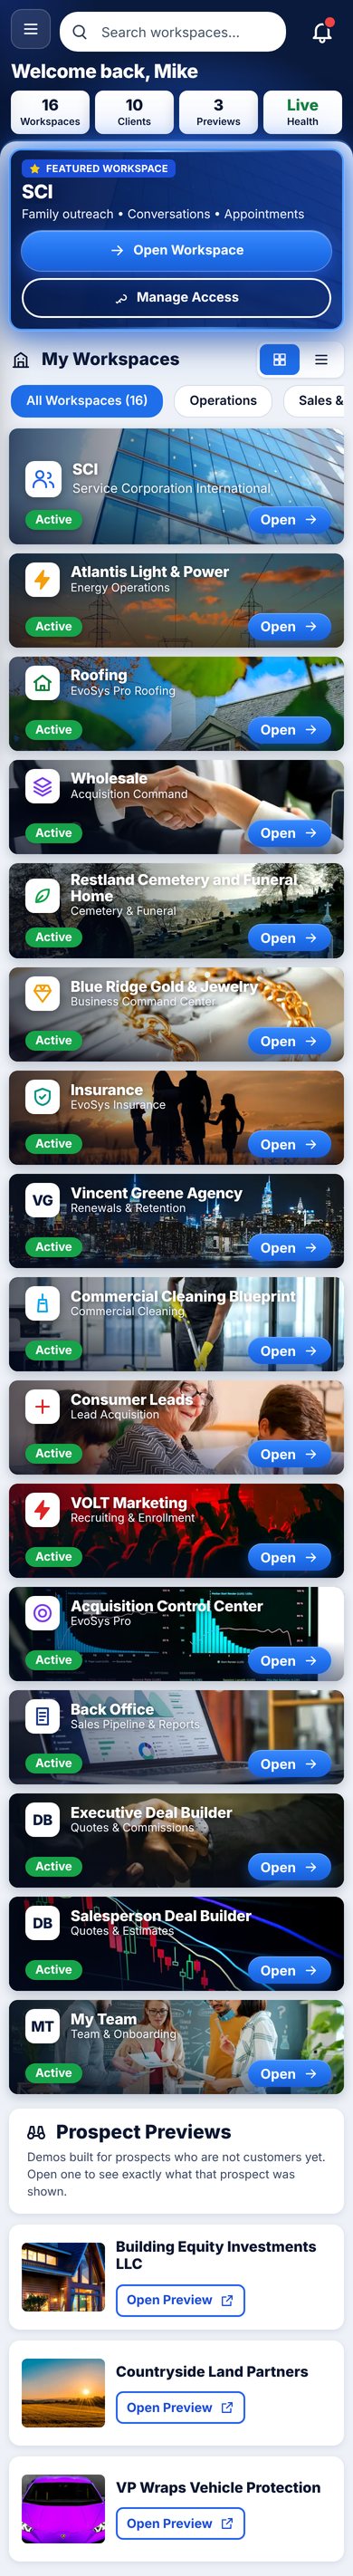 Search workspaces...
Welcome back, Mike
16
Workspaces
10
Clients
3
Previews
Live
Health
FEATURED WORKSPACE
SCI
Family outreach • Conversations • Appointments
Open Workspace
Manage Access
My Workspaces
All Workspaces (16)
Operations
Sales &
SCI
Service Corporation International
Active
Open
Atlantis Light & Power
Energy Operations
Active
Open
Roofing
EvoSys Pro Roofing
Active
Open
Wholesale
Acquisition Command
Active
Open
Restland Cemetery and Funeral
Home
Cemetery & Funeral
Active
Open
Blue Ridge Gold & Jewelry
Business Command Center
Active
Open
Insurance
EvoSys Insurance
Active
Open
VG
Vincent Greene Agency
Renewals & Retention
Active
Open
Commercial Cleaning Blueprint
Commercial Cleaning
Active
Open
Consumer Leads
Lead Acquisition
Active
Open
VOLT Marketing
Recruiting & Enrollment
Active
Open
Acquisition Control Center
EvoSys Pro
Active
Open
Back Office
Sales Pipeline & Reports
Active
Open
DB
Executive Deal Builder
Quotes & Commissions
Active
Open
DB
Salesperson Deal Builder
Quotes & Estimates
Active
Open
MT
My Team
Team & Onboarding
Active
Open
Prospect Previews
Demos built for prospects who are not customers yet.
Open one to see exactly what that prospect was
shown.
Building Equity Investments
LLC
Open Preview
Countryside Land Partners
Open Preview
VP Wraps Vehicle Protection
Open Preview